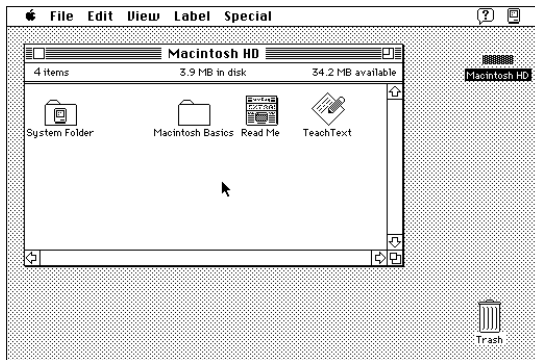 File Edit View Label Special
Macintosh HD
4 items 3.9 MB in disk 34.2 MB available
Macintosh HD
System Folder Macintosh Basics Read Me TeachText
Trash